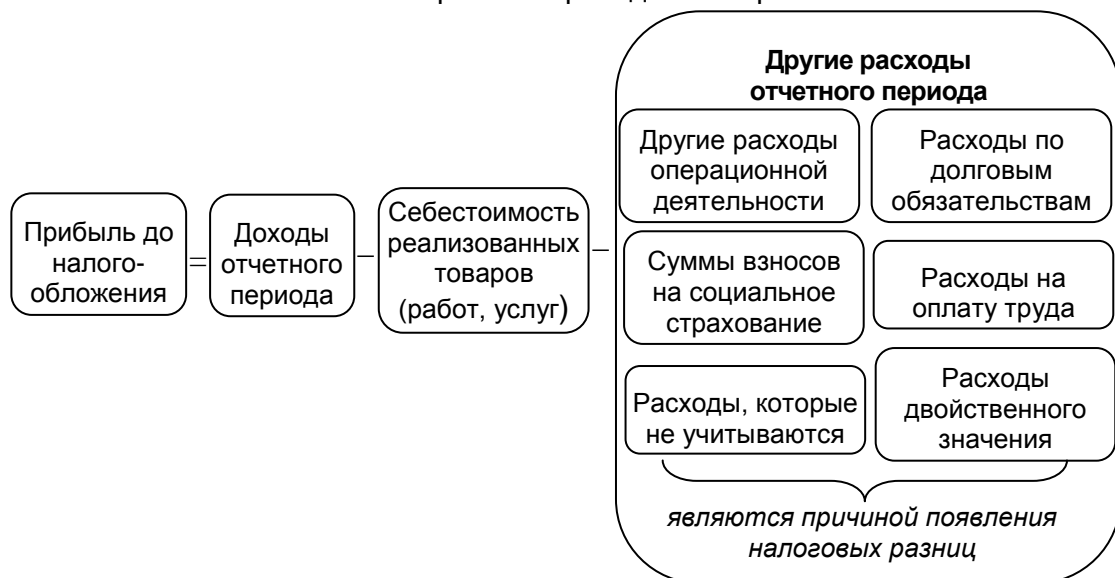 Другие расходы
отчетного периода
Другие расходы
операционной
деятельности
Расходы по
долговым
обязательствам
Прибыль до
налого-
обложения
=
Доходы
отчетного
периода
–
Себестоимость
реализованных
товаров
(работ, услуг)
–
Суммы взносов
на социальное
страхование
Расходы на
оплату труда
Расходы, которые
не учитываются
Расходы
двойственного
значения
являются причиной появления
налоговых разниц